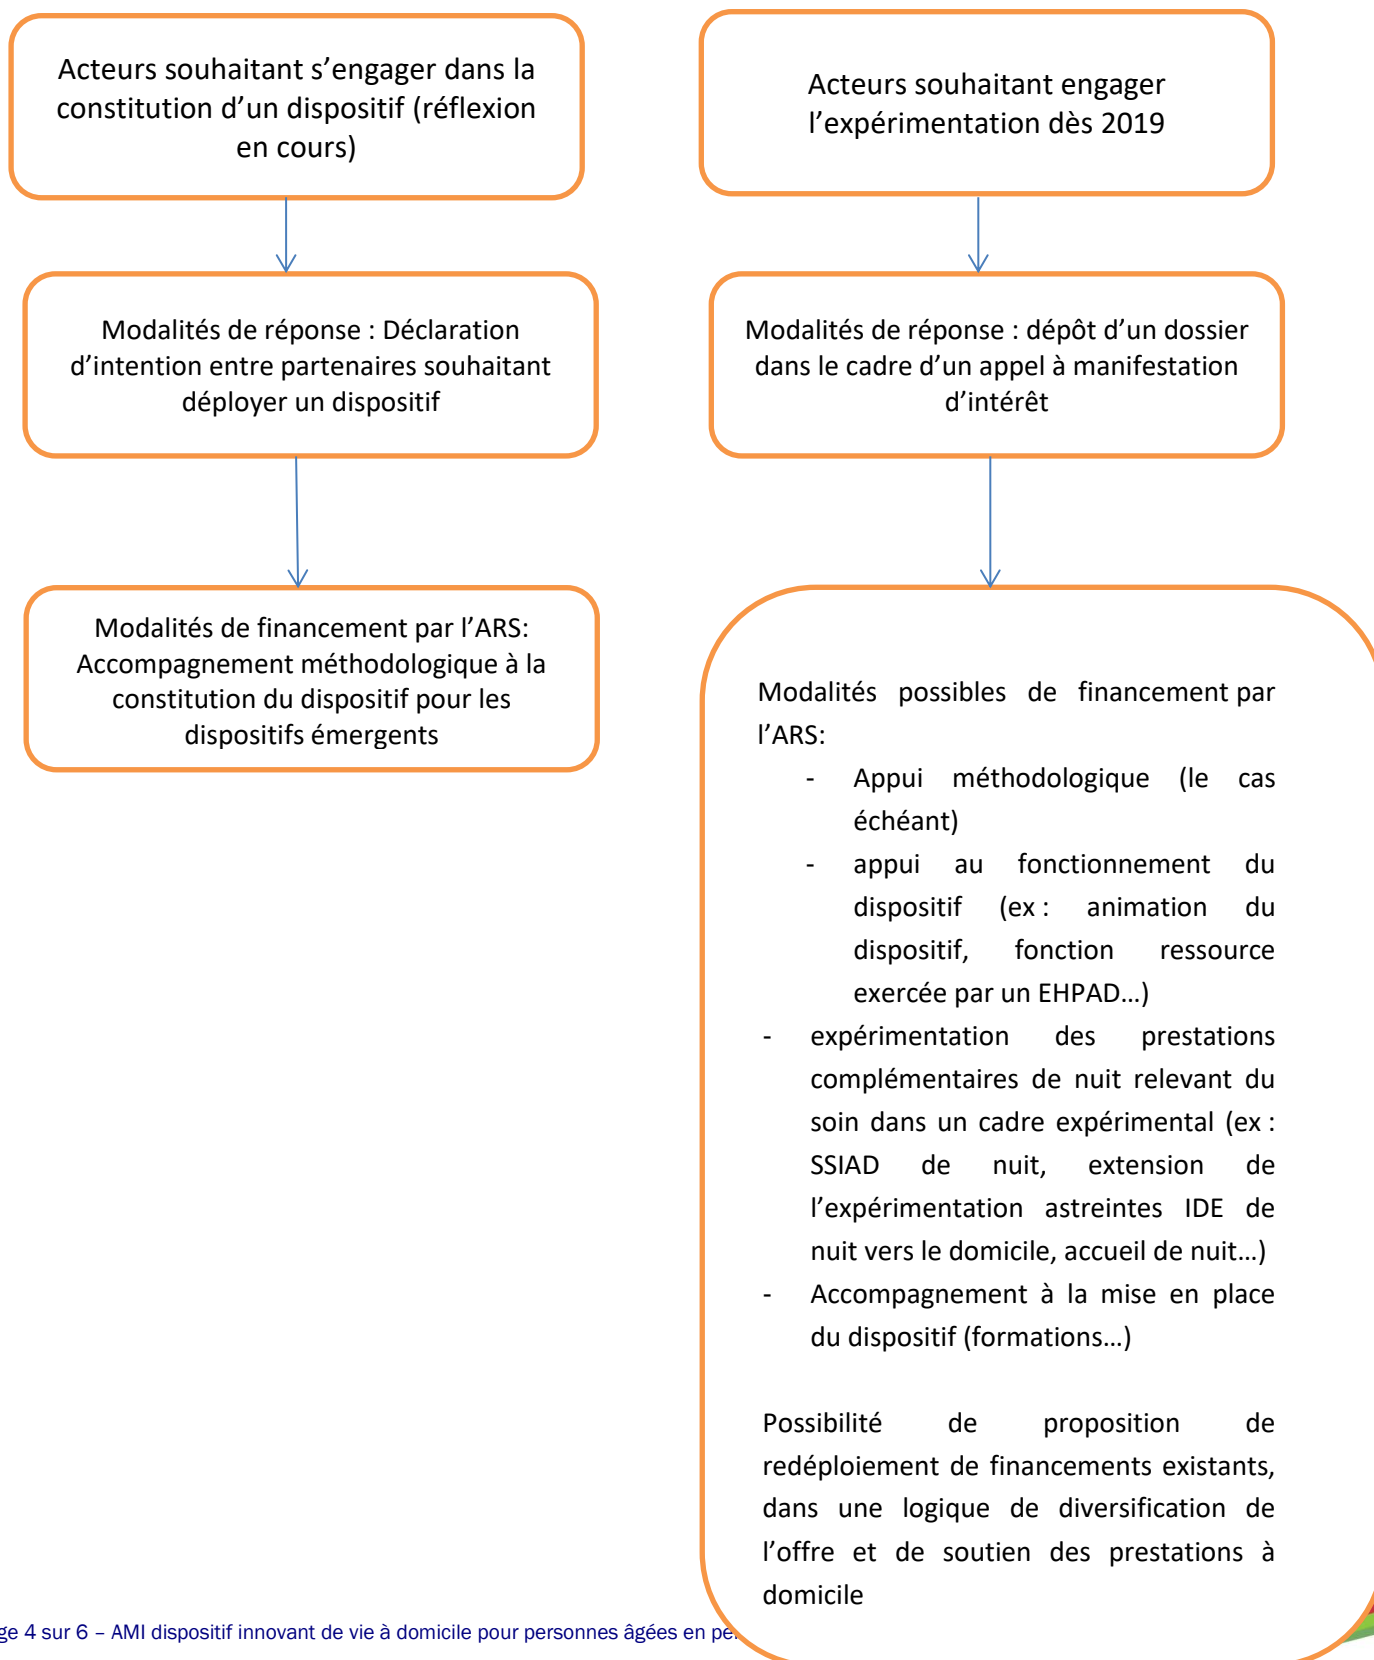 Acteurs souhaitant s’engager dans la
constitution d’un dispositif (réflexion
en cours)
Modalités de réponse : Déclaration
d’intention entre partenaires souhaitant
déployer un dispositif
Modalités de financement par l’ARS:
Accompagnement méthodologique à la
constitution du dispositif pour les
dispositifs émergents
Acteurs souhaitant engager
l’expérimentation dès 2019
Modalités de réponse : dépôt d’un dossier
dans le cadre d’un appel à manifestation
d’intérêt
Modalités possibles de financement par
l’ARS:
- Appui méthodologique (le cas
échéant)
- appui au fonctionnement du
dispositif (ex : animation du
dispositif, fonction ressource
exercée par un EHPAD…)
- expérimentation des prestations
complémentaires de nuit relevant du
soin dans un cadre expérimental (ex :
SSIAD de nuit, extension de
l’expérimentation astreintes IDE de
nuit vers le domicile, accueil de nuit…)
- Accompagnement à la mise en place
du dispositif (formations…)
Possibilité de proposition de
redéploiement de financements existants,
dans une logique de diversification de
l’offre et de soutien des prestations à
domicile
ge 4 sur 6 – AMI dispositif innovant de vie à domicile pour personnes âgées en